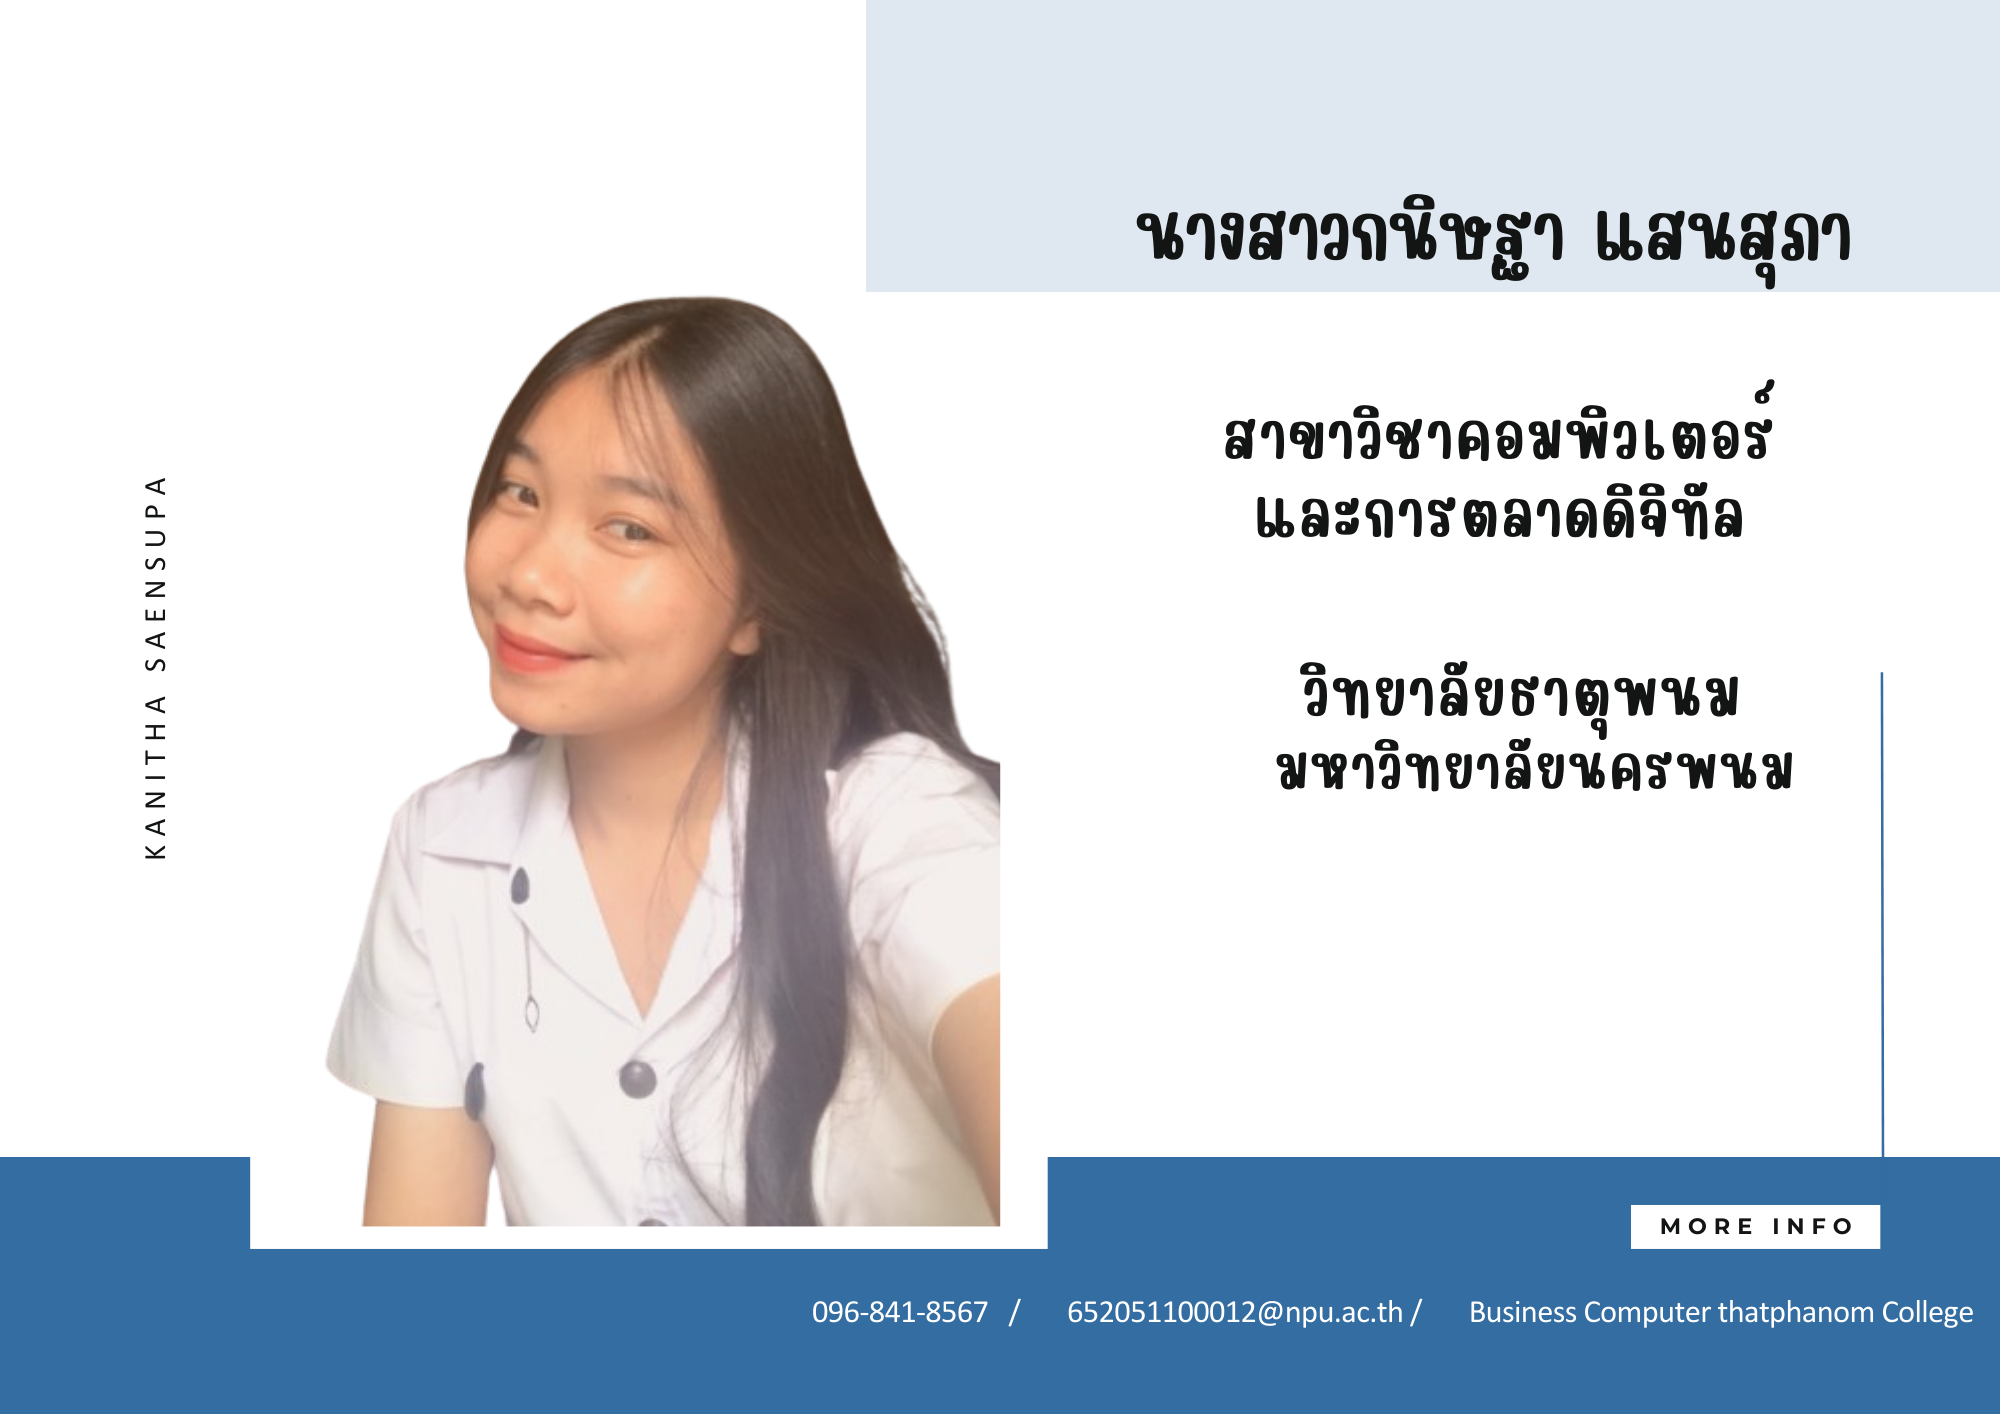 นางสาวกนิษฐา แสนสุภา
สาขาวิชาคอมพิวเตอร์
และการตลาดดิจิทัล
วิทยาลัยธาตุพนม
มหาวิทยาลัยนครพนม
KANITHA SAENSUPA
MORE INFO
096-841-8567 / 652051100012@npu.ac.th / Business Computer thatphanom College